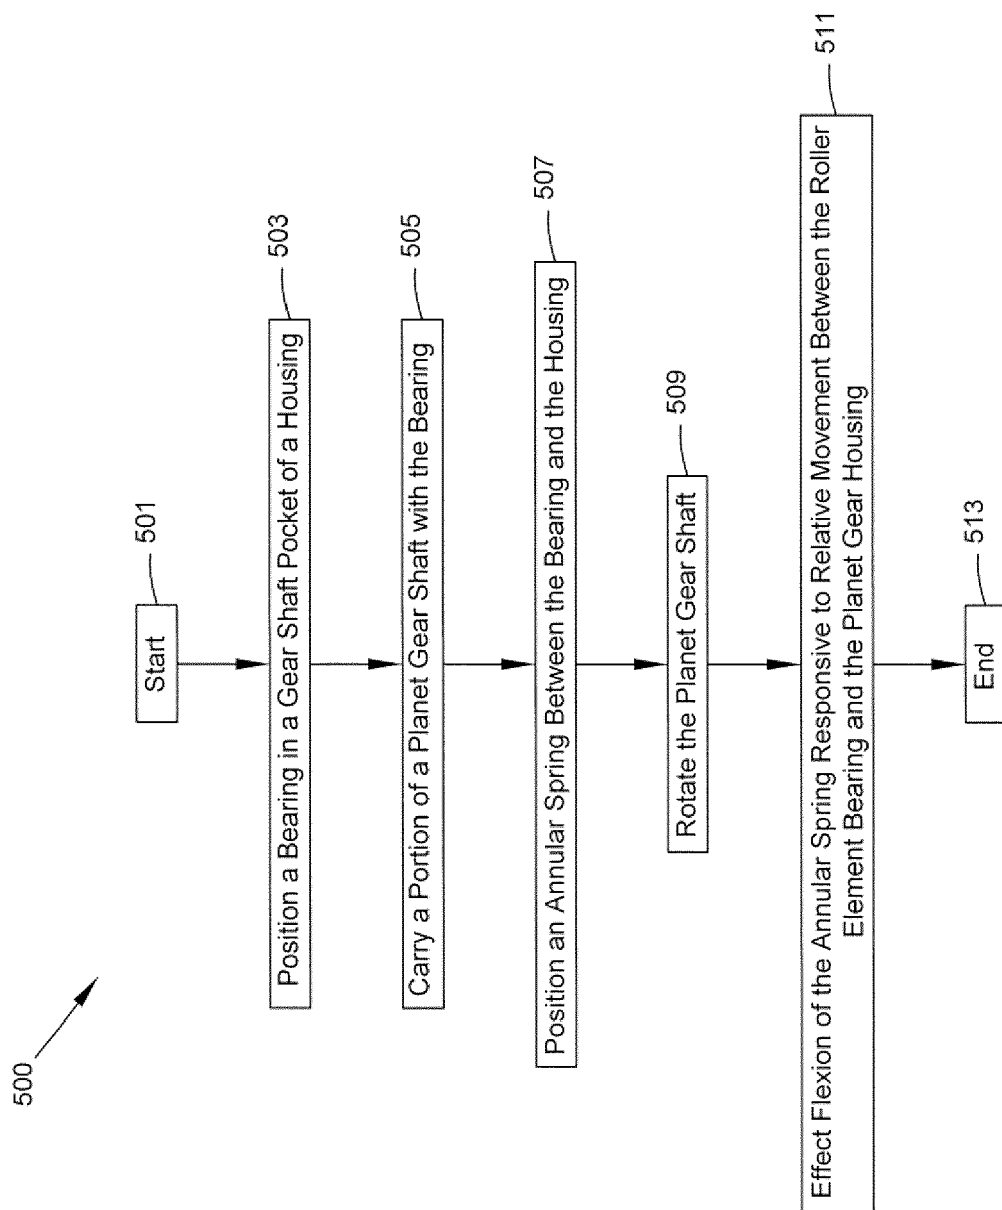 500
Start
501
Position a Bearing in a Gear Shaft Pocket of a Housing
503
Carry a Portion of a Planet Gear Shaft with the Bearing
505
Position an Annular Spring Between the Bearing and the Housing
507
Rotate the Planet Gear Shaft
509
Effect Flexion of the Annular Spring Responsive to Relative Movement Between the Roller
Element Bearing and the Planet Gear Housing
511
End
513